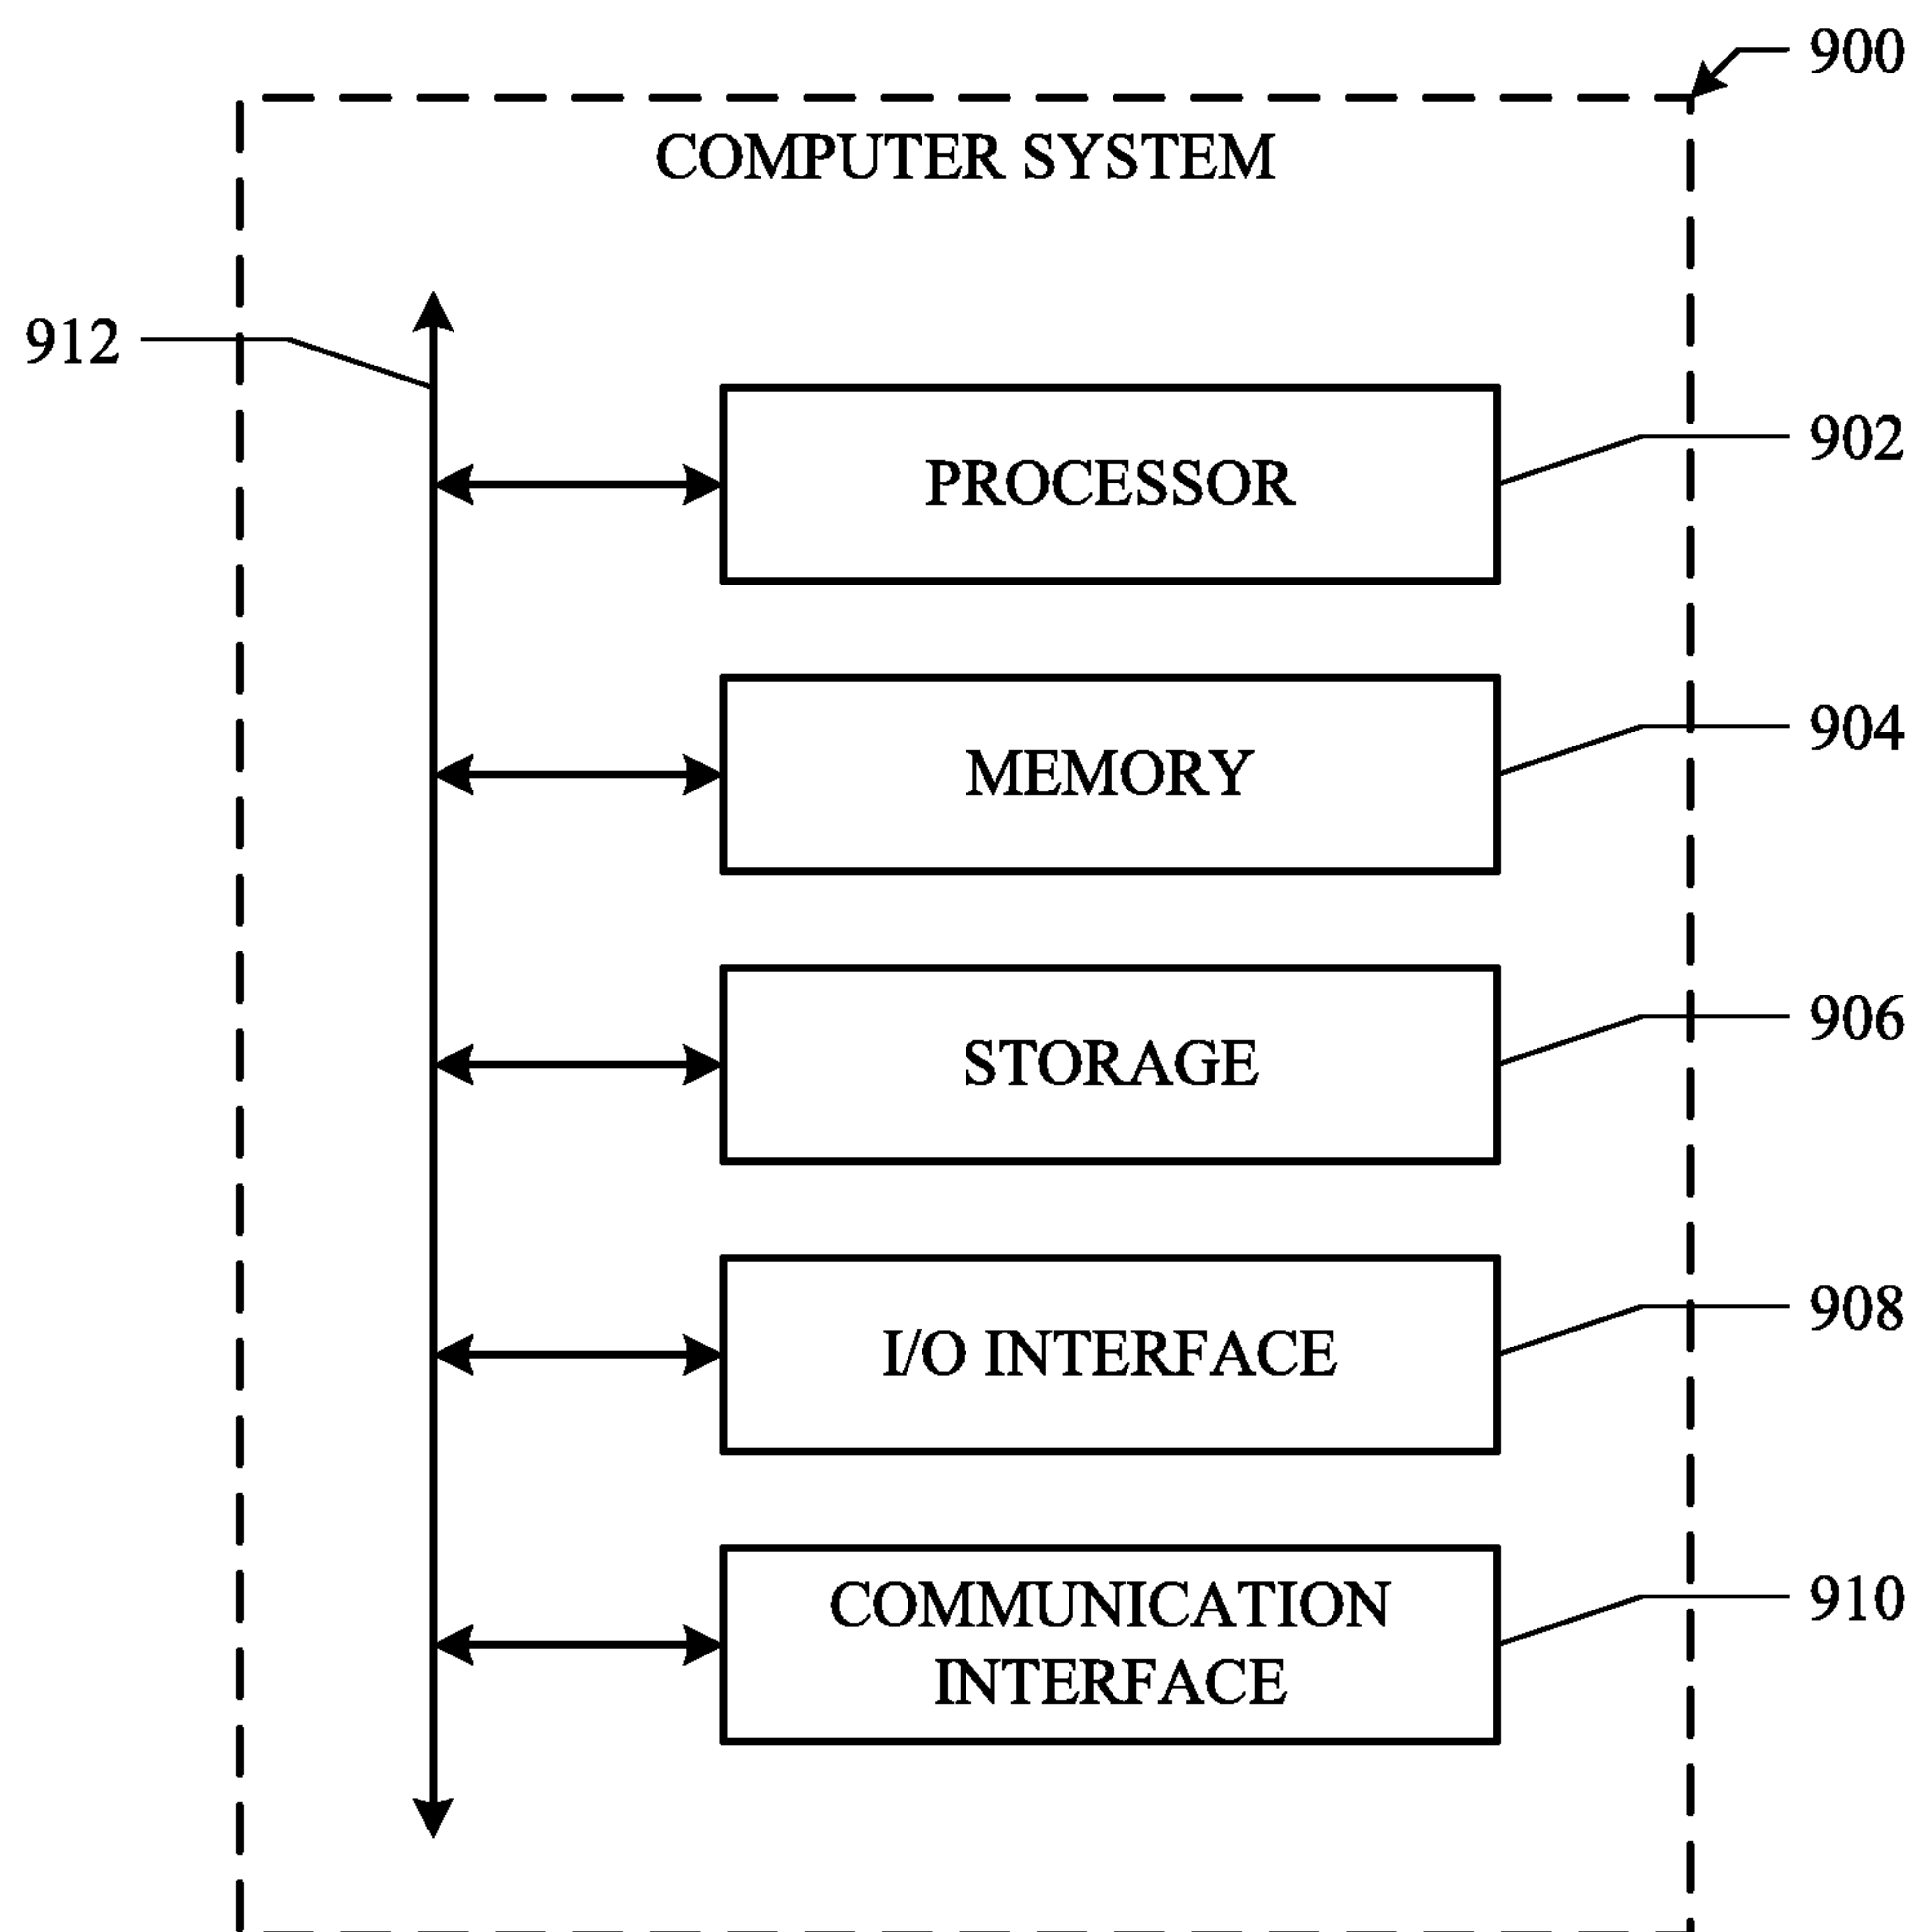 900
COMPUTER SYSTEM
912
902
PROCESSOR
904
MEMORY
906
STORAGE
908
I/O INTERFACE
910
COMMUNICATION
INTERFACE